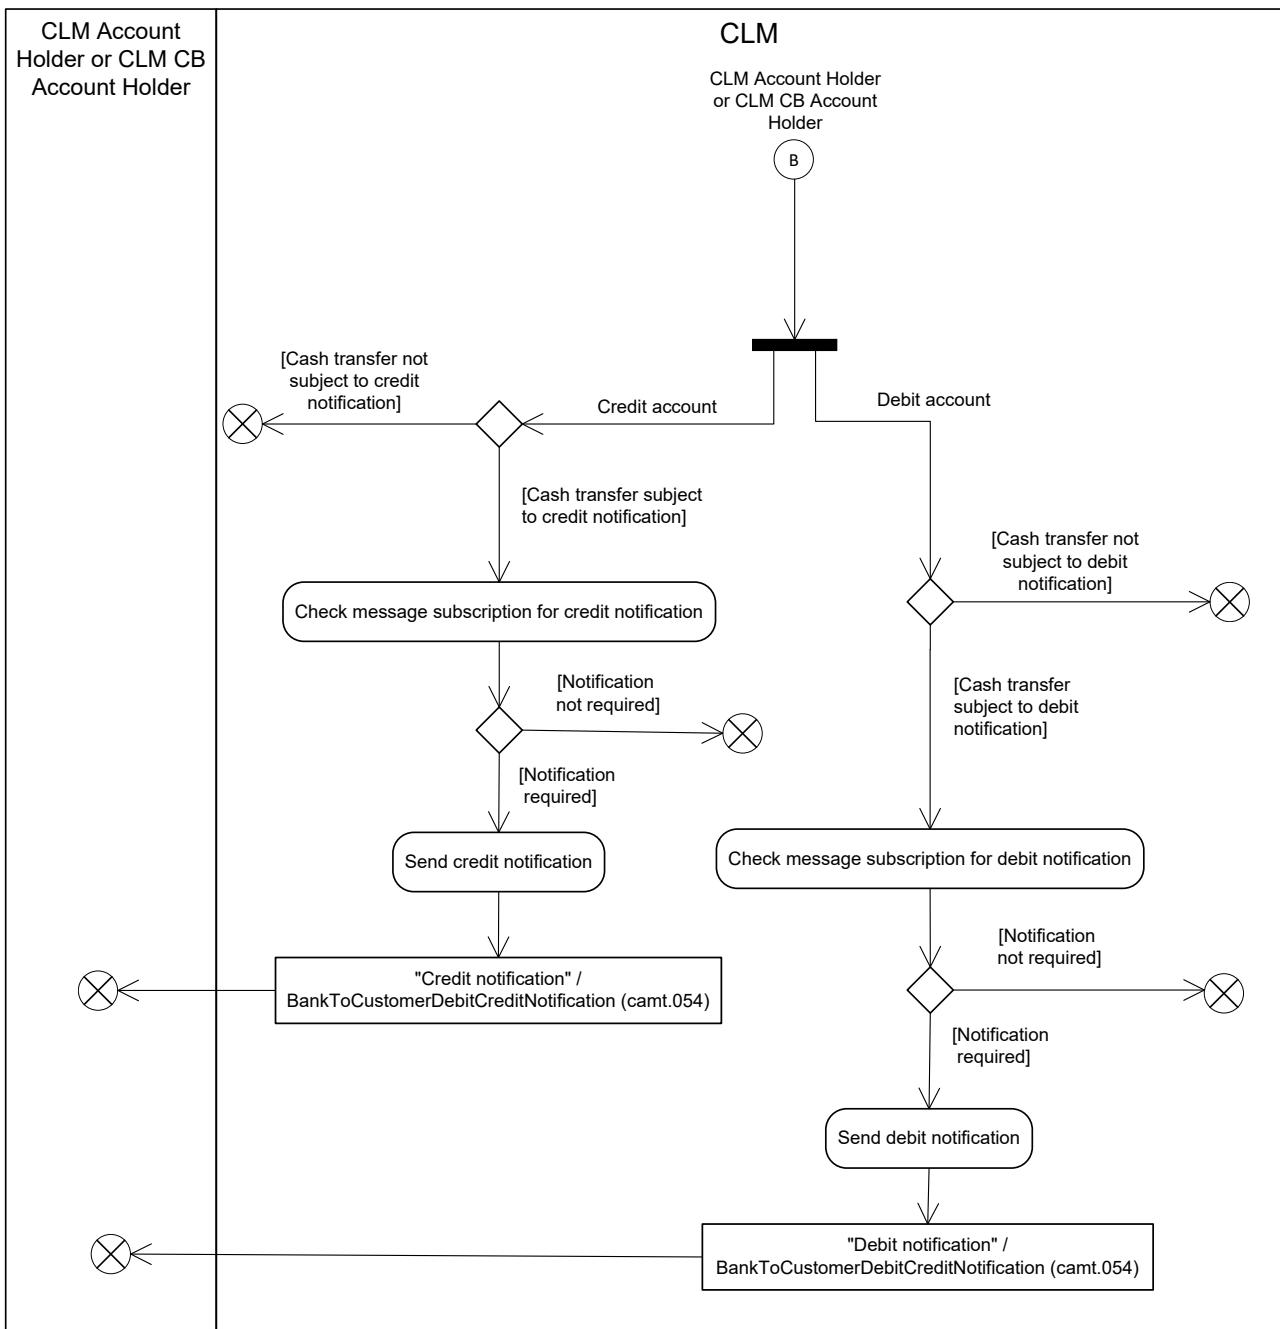 CLM Account
Holder or CLM CB
Account Holder
CLM
CLM Account Holder
or CLM CB Account
Holder
B
[Cash transfer not
subject to credit
notification]
Credit account
Debit account
[Cash transfer subject
to credit notification]
[Cash transfer not
subject to debit
notification]
Check message subscription for credit notification
[Notification
not required]
[Cash transfer
subject to debit
notification]
[Notification
required]
Send credit notification
Check message subscription for debit notification
[Notification
not required]
"Credit notification" /
BankToCustomerDebitCreditNotification (camt.054)
[Notification
required]
Send debit notification
"Debit notification" /
BankToCustomerDebitCreditNotification (camt.054)